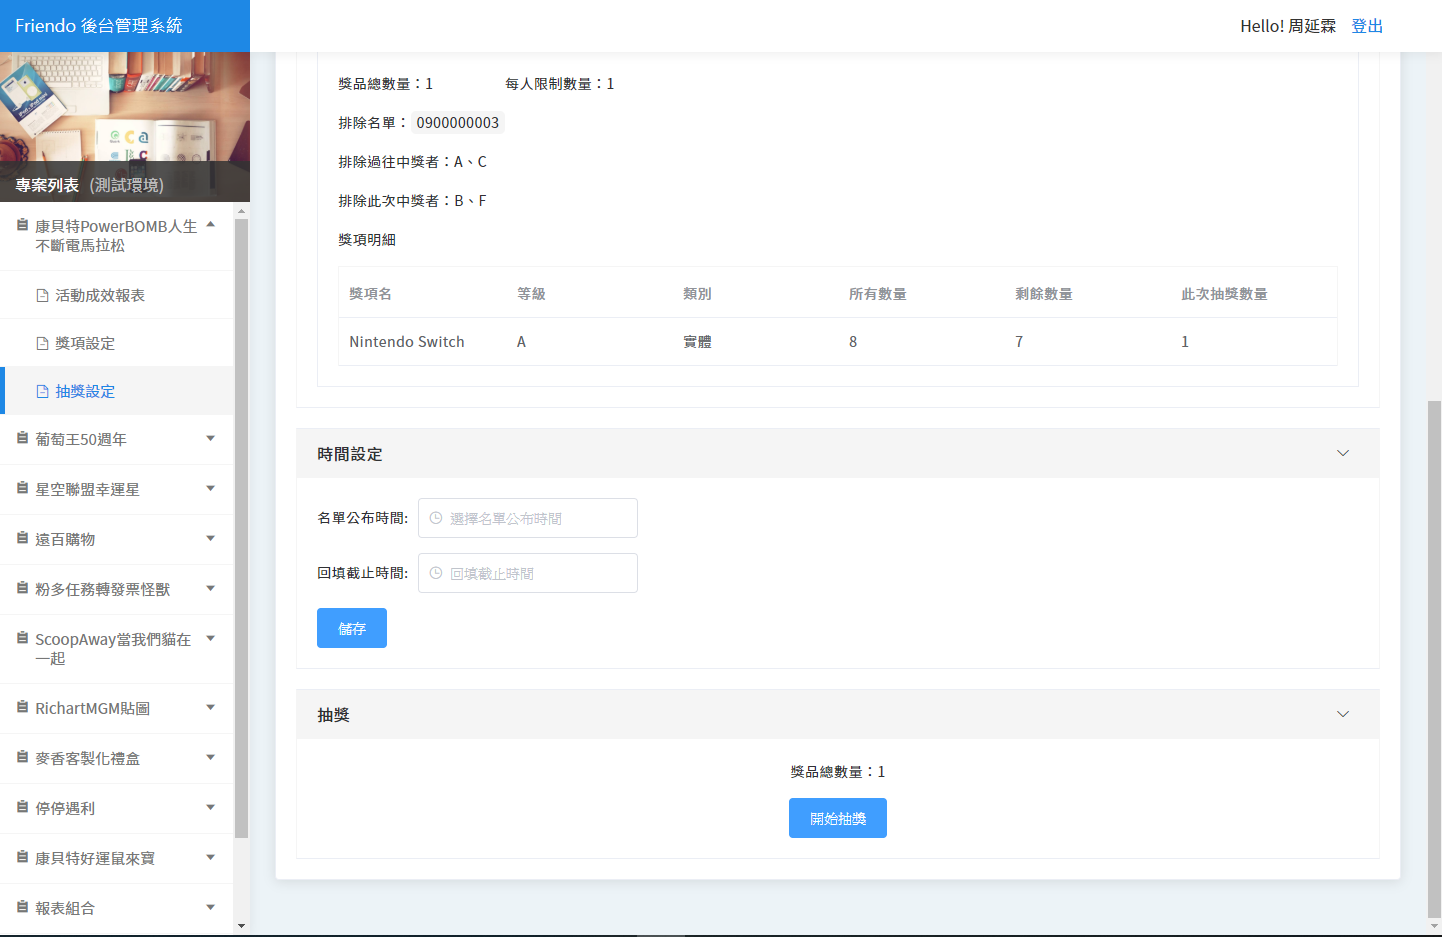 Friendo 後台管理系統
Hello! 周延霖 登出
專案列表 (測試環境)
康貝特PowerBOMB人生
不斷電馬拉松
活動成效報表
獎項設定
抽獎設定
葡萄王50週年
星空聯盟幸運星
遠百購物
粉多任務轉發票怪獸
ScoopAway當我們貓在
一起
RichartMGM貼圖
麥香客製化禮盒
停停遇利
康貝特好運鼠來寶
報表組合
獎品總數量：1 每人限制數量：1
排除名單： 0900000003
排除過往中獎者：A、C
排除此次中獎者：B、F
獎項明細
獎項名 等級 類別 所有數量 剩餘數量 此次抽獎數量
Nintendo Switch A 實體 8 7 1
時間設定
名單公布時間: 選擇名單公布時間
回填截止時間: 回填截止時間
儲存
抽獎
獎品總數量：1
開始抽獎